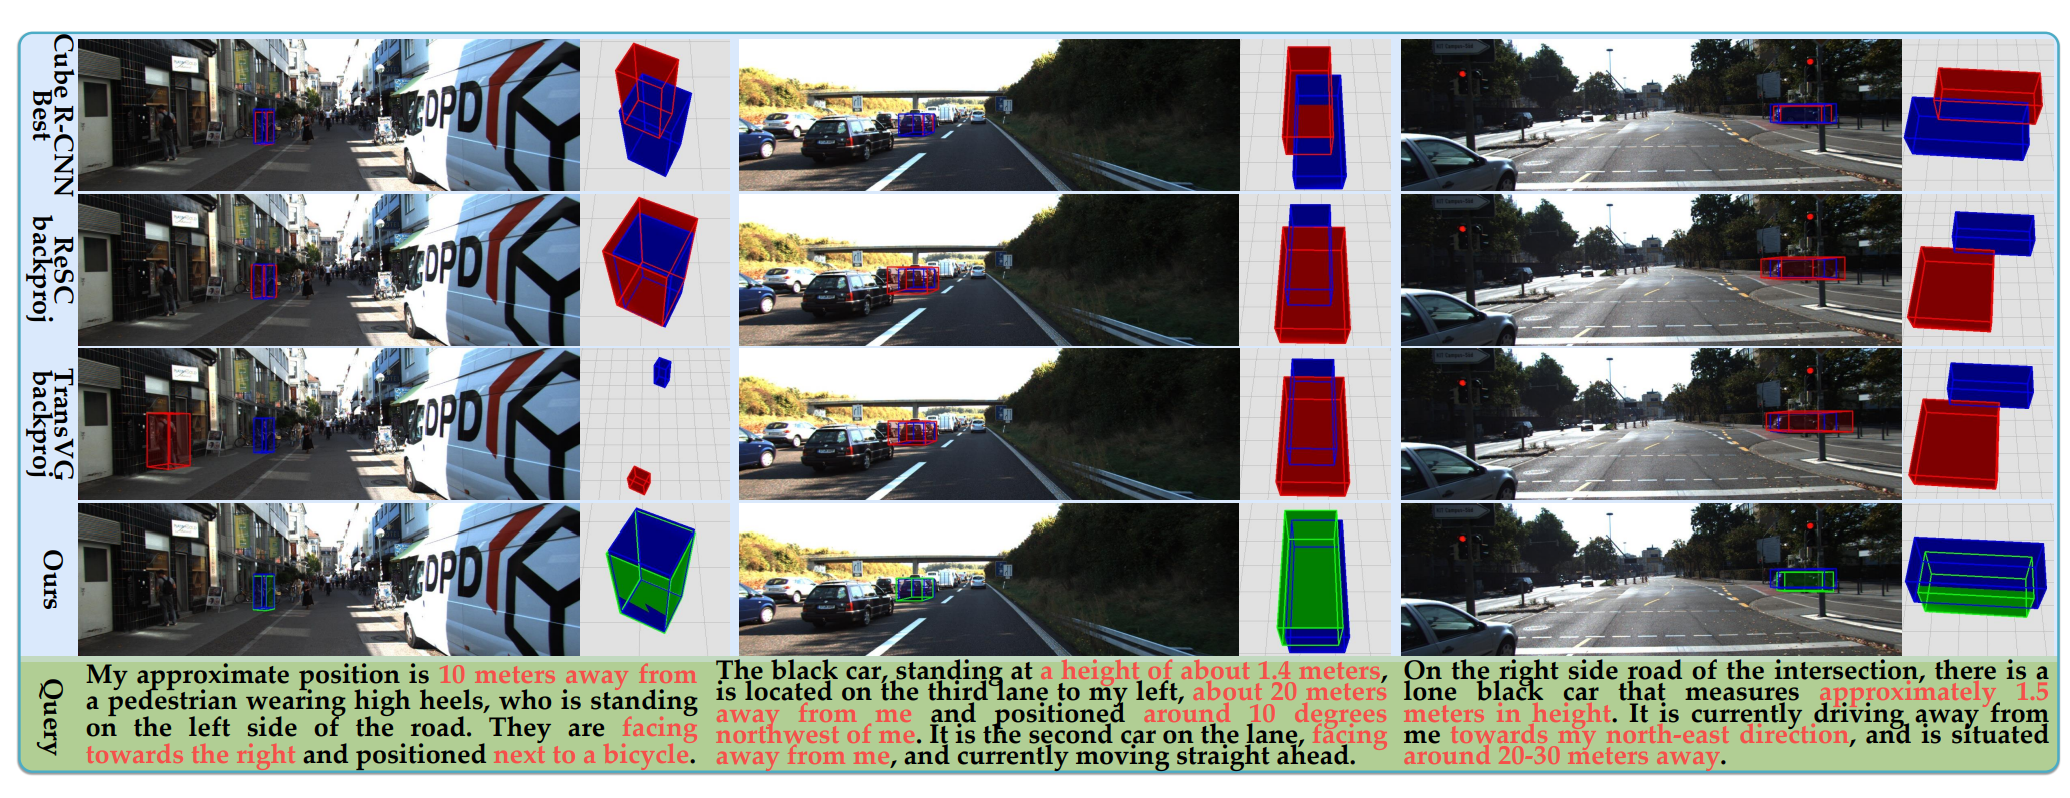 Cube R-CNN
Best
ReSC
backproj
TransVG
backproj
Ours
Query
DPD
DPD
DPD
DPD
My approximate position is 10 meters away from
a pedestrian wearing high heels, who is standing
on the left side of the road. They are facing
towards the right and positioned next to a bicycle.
The black car, standing at a height of about 1.4 meters,
is located on the third lane to my left, about 20 meters
away from me and positioned around 10 degrees
northwest of me. It is the second car on the lane, facing
away from me, and currently moving straight ahead.
On the right side road of the intersection, there is a
lone black car that measures approximately 1.5
meters in height. It is currently driving away from
me towards my north-east direction, and is situated
around 20-30 meters away.